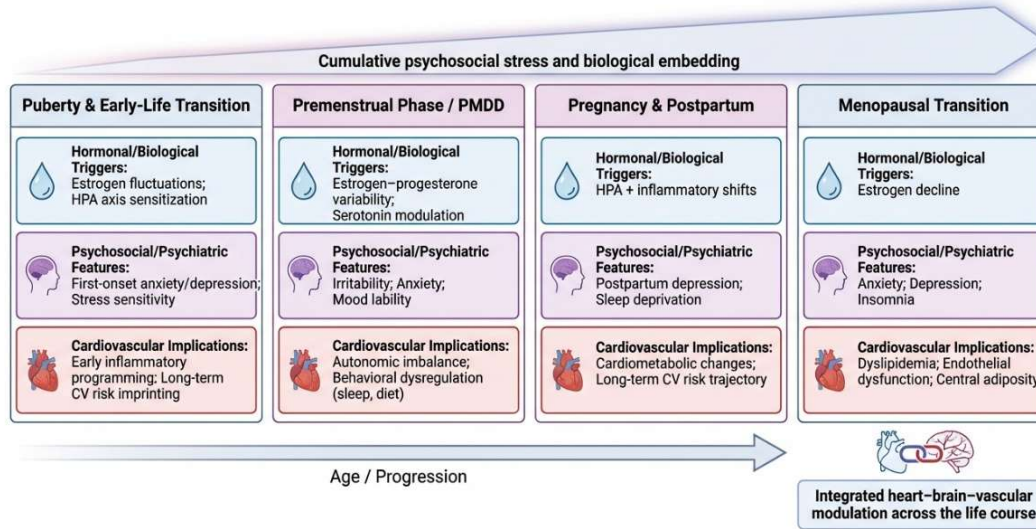 Cumulative psychosocial stress and biological embedding
Puberty & Early-Life Transition
Hormonal/Biological
Triggers:
Estrogen fluctuations;
HPA axis sensitization
Psychosocial/Psychiatric
Features:
First-onset anxiety/depression;
Stress sensitivity
Cardiovascular Implications:
Early inflammatory
programming; Long-term
CV risk imprinting
Premenstrual Phase / PMDD
Hormonal/Biological
Triggers:
Estrogen–progesterone
variability;
Serotonin modulation
Psychosocial/Psychiatric
Features:
Irritability; Anxiety;
Mood lability
Cardiovascular Implications:
Autonomic imbalance;
Behavioral dysregulation
(sleep, diet)
Pregnancy & Postpartum
Hormonal/Biological
Triggers:
HPA + inflammatory shifts
Psychosocial/Psychiatric
Features:
Postpartum depression;
Sleep deprivation
Cardiovascular Implications:
Cardiometabolic changes;
Long-term CV risk trajectory
Menopausal Transition
Hormonal/Biological
Triggers:
Estrogen decline
Psychosocial/Psychiatric
Features:
Anxiety; Depression;
Insomnia
Cardiovascular Implications:
Dyslipidemia; Endothelial
dysfunction; Central adiposity
Age / Progression
Integrated heart–brain–vascular
modulation across the life course